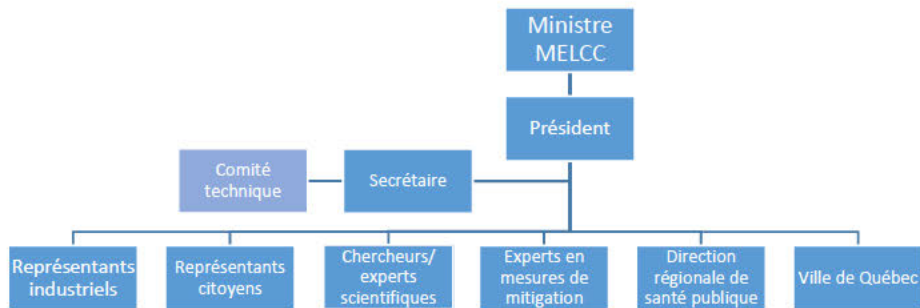 Ministre
MELCC
Président
Comité
technique
Secrétaire
Représentants
industriels
Représentants
citoyens
Chercheurs/
experts
scientifiques
Experts en
mesures de
mitigation
Direction
régionale de
santé publique
Ville de Québec